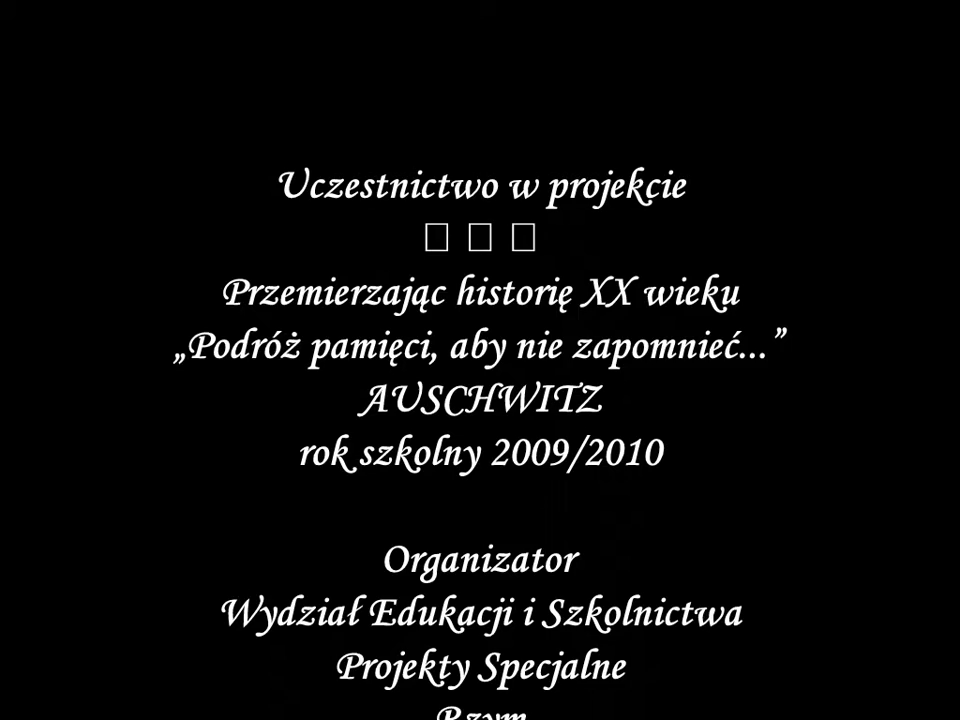 Uczestnictwo w projekcie
□ □ □
Przemierzając historię XX wieku
„Podróż pamięci, aby nie zapomnieć...”
AUSCHWITZ
rok szkolny 2009/2010
Organizator
Wydział Edukacji i Szkolnictwa
Projekty Specjalne
Rzym